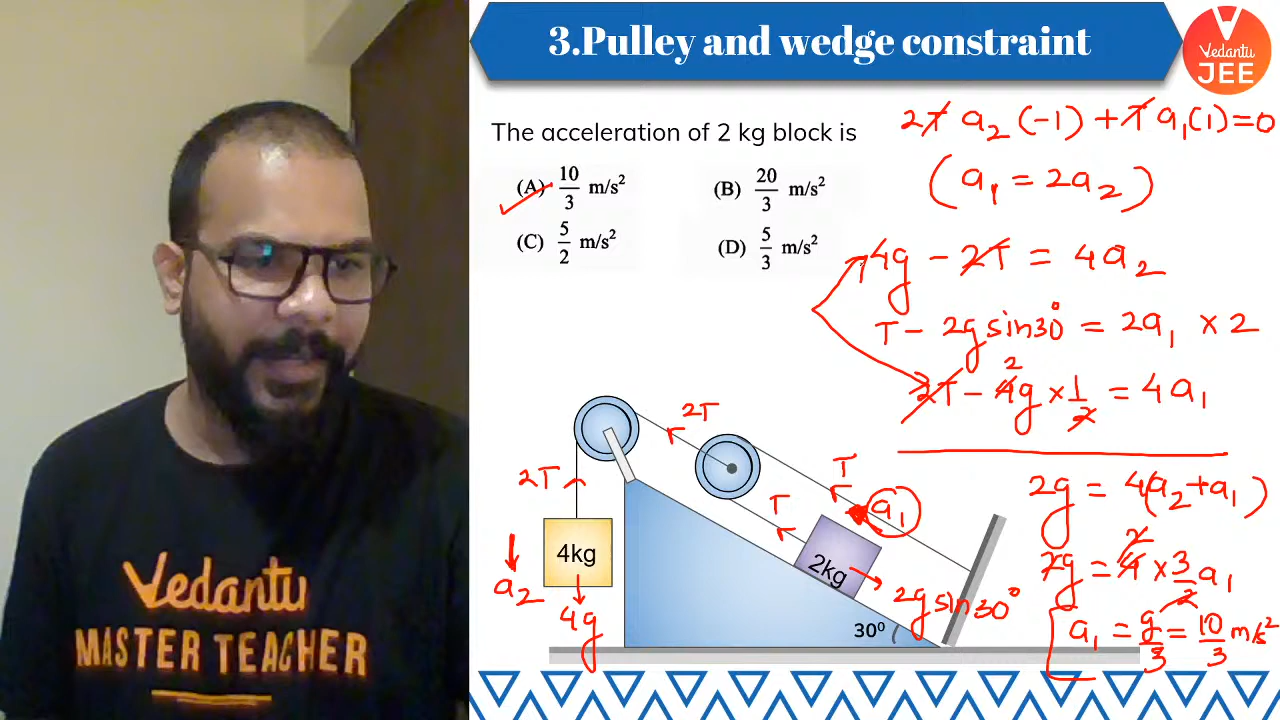 3.Pulley and wedge constraint
Vedantu
JEE
The acceleration of 2 kg block is
(A) 10/3 m/s²
(B) 20/3 m/s²
(C) 5/2 m/s²
(D) 5/3 m/s²
2T a₂(-1) + T a₁(1) = 0
(a₁ = 2a₂)
4g - 2T = 4a₂
T - 2g sin30° = 2a₁ × 2
2T - 4g × 1/2 = 4a₁
2
2g = 4(a₂ + a₁)
2g = 4 × 3/2 a₁
2
a₁ = g/3 = 10/3 m/s²
2T
2T
T
T
a₁
4kg
a₂
4g
2kg
2g sin30°
30⁰
Vedantu
MASTER TEACHER